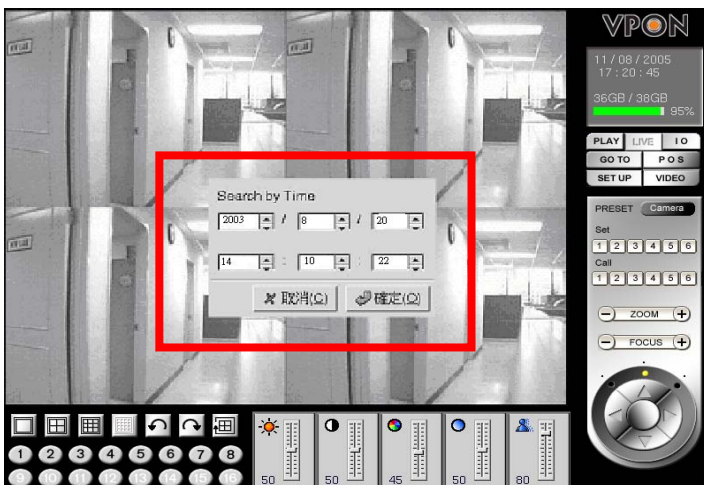 VPON
11 / 08 / 2005
17 : 20 : 45
36GB / 38GB
95%
PLAY LIVE I O
GO TO P O S
SET UP VIDEO
PRESET Camera
Set
1 2 3 4 5 6
Call
1 2 3 4 5 6
ZOOM
FOCUS
Search by Time
2003 / 8 / 20
14 : 10 : 22
取消(C) 確定(O)
1 2 3 4 5 6 7 8
9 10 11 12 13 14 15 16
50 50 45 50 80